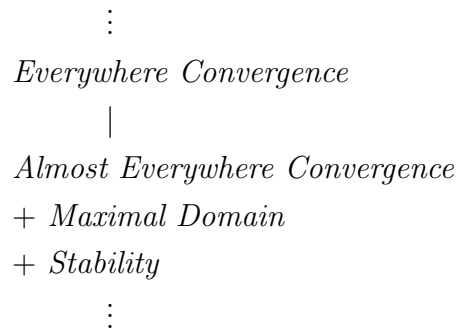 ⋮
Everywhere Convergence
|
Almost Everywhere Convergence
+ Maximal Domain
+ Stability
⋮